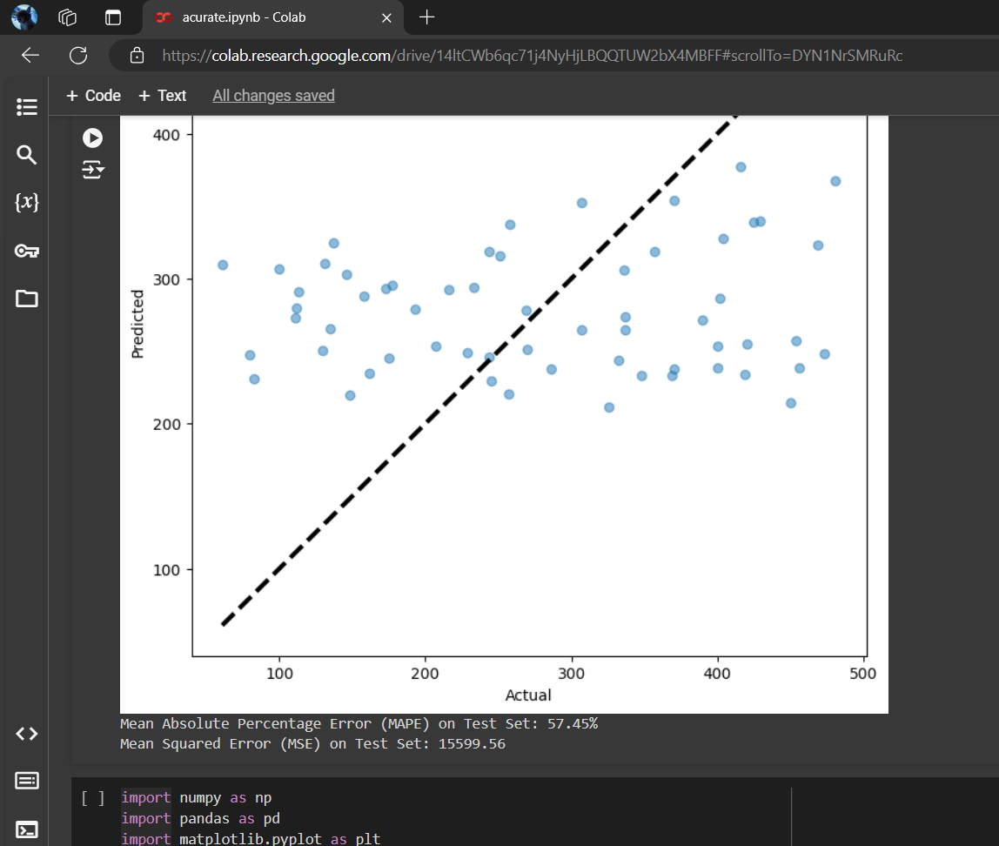 acurate.ipynb - Colab
https://colab.research.google.com/drive/14ltCWb6qc71j4NyHjLBQQTUW2bX4MBFF#scrollTo=DYN1NrSMRuRc
+ Code + Text All changes saved
{x}
400
300
200
100
Predicted
100 200 300 400 500
Actual
Mean Absolute Percentage Error (MAPE) on Test Set: 57.45%
Mean Squared Error (MSE) on Test Set: 15599.56
[ ] import numpy as np
import pandas as pd
import matplotlib.pyplot as plt